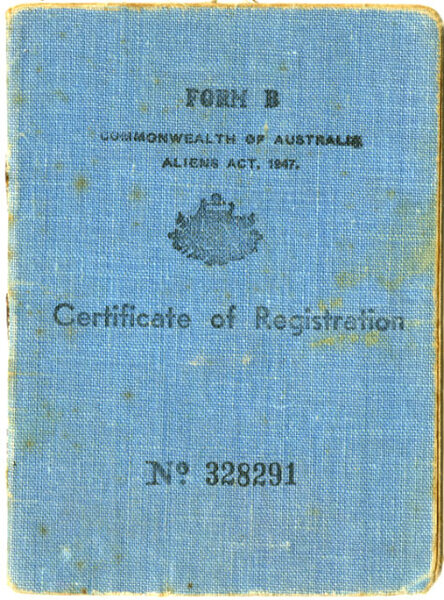 FORM B
COMMONWEALTH OF AUSTRALIA
ALIENS ACT, 1947.
Certificate of Registration
No 328291